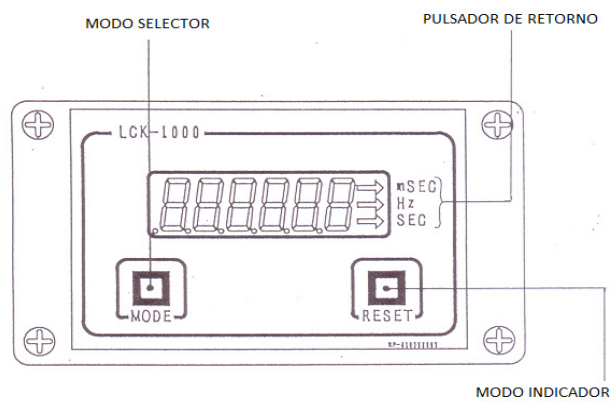 MODO SELECTOR
PULSADOR DE RETORNO
LCK-1000
mSEC
Hz
SEC
MODE
RESET
MODO INDICADOR